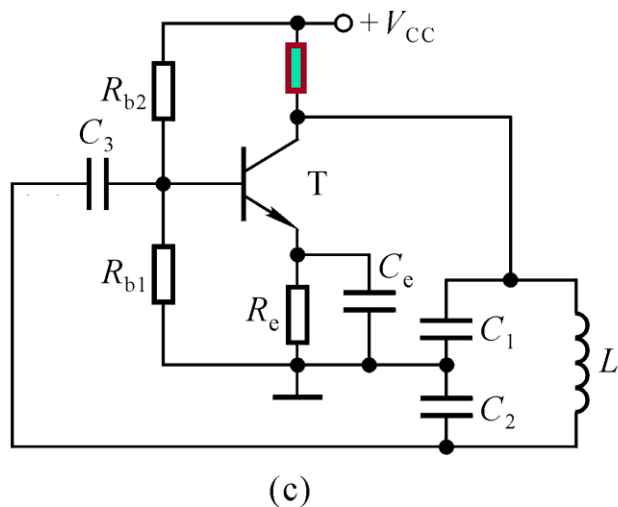 +V_CC
R_b2
C_3
T
R_b1
C_e
R_e
C_1
L
C_2
(c)